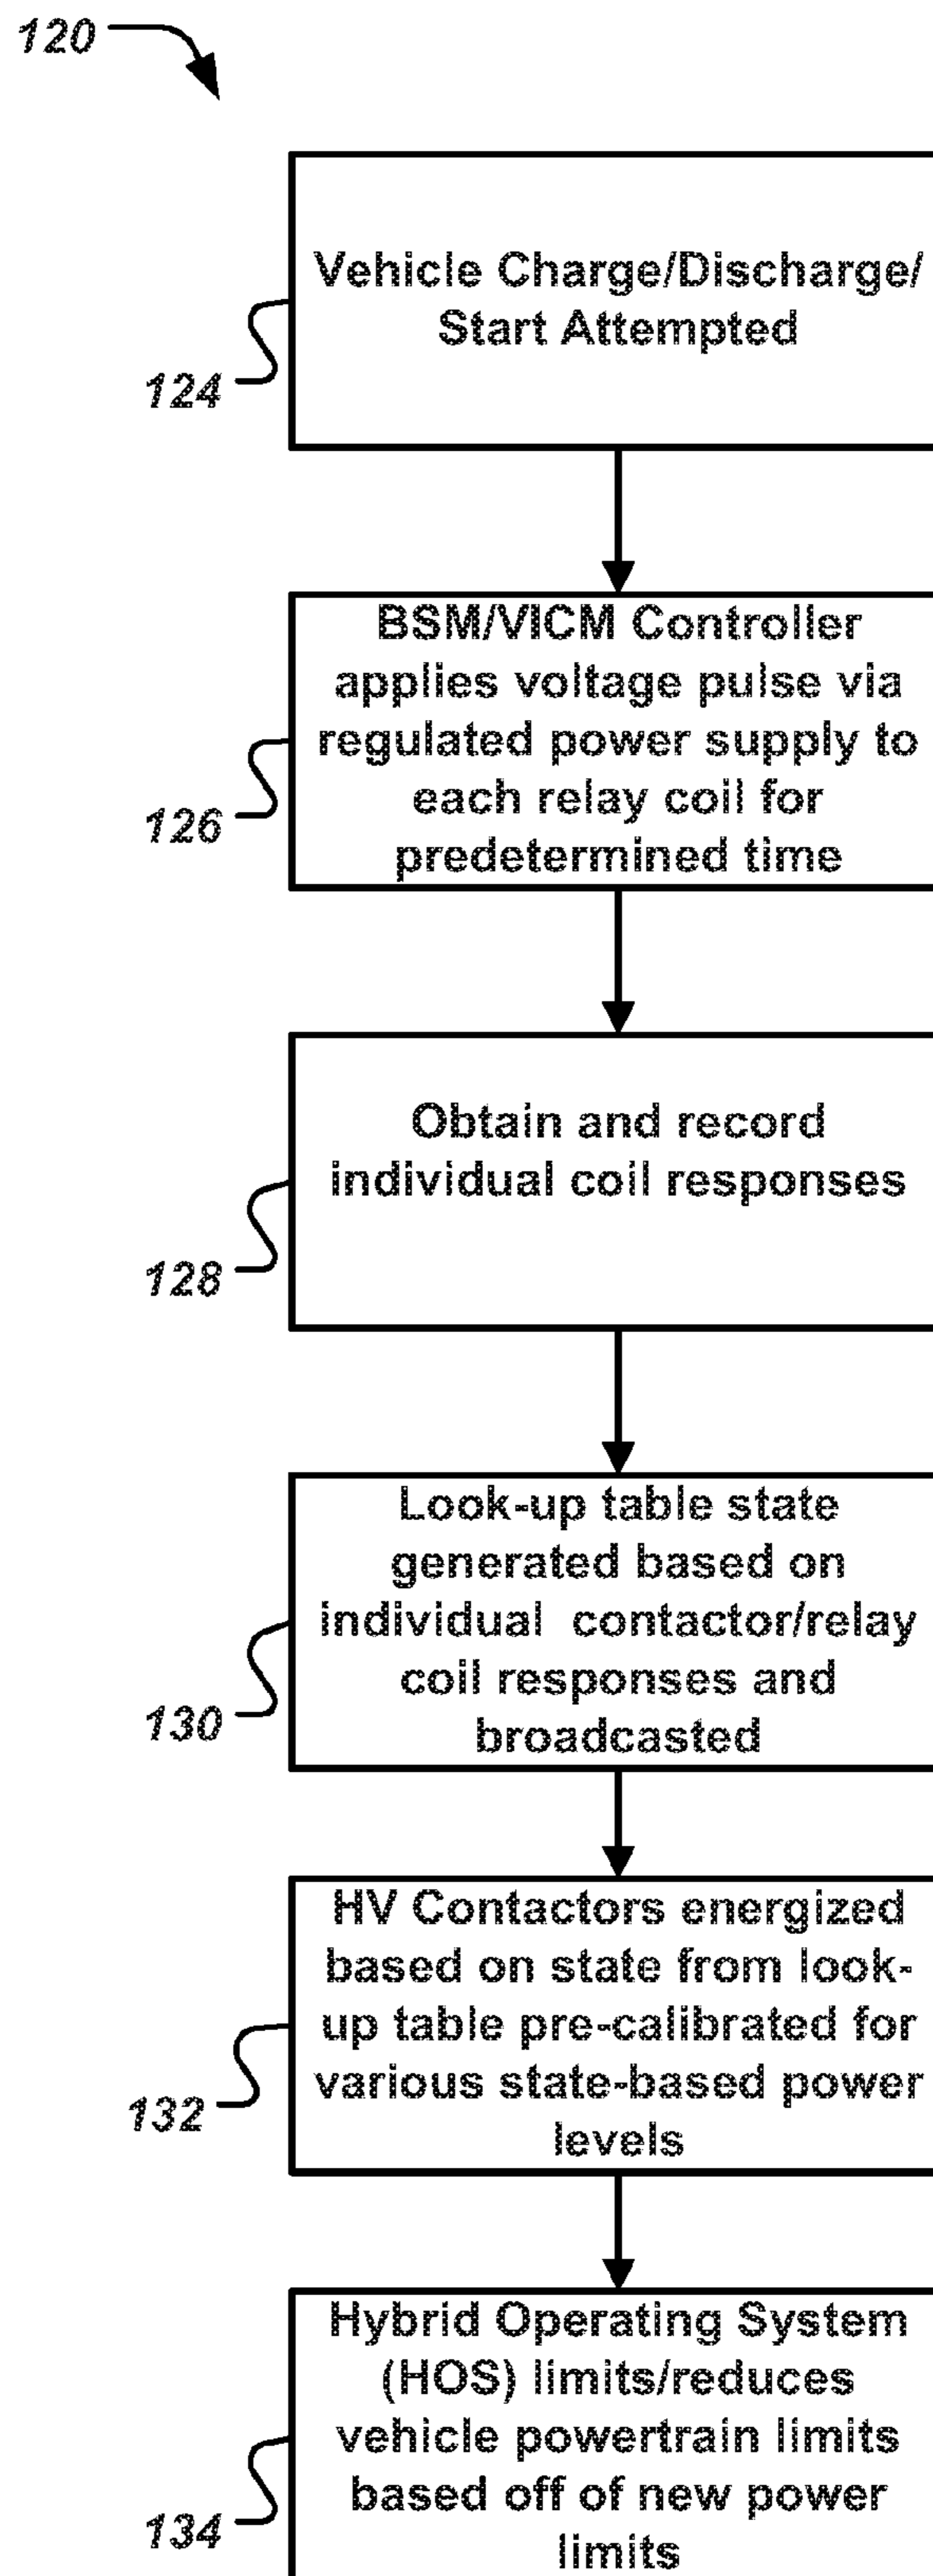 120
Vehicle Charge/Discharge/
Start Attempted
124
BSM/VICM Controller
applies voltage pulse via
regulated power supply to
each relay coil for
predetermined time
126
Obtain and record
individual coil responses
128
Look-up table state
generated based on
individual contactor/relay
coil responses and
broadcasted
130
HV Contactors energized
based on state from look-
up table pre-calibrated for
various state-based power
levels
132
Hybrid Operating System
(HOS) limits/reduces
vehicle powertrain limits
based off of new power
limits
134